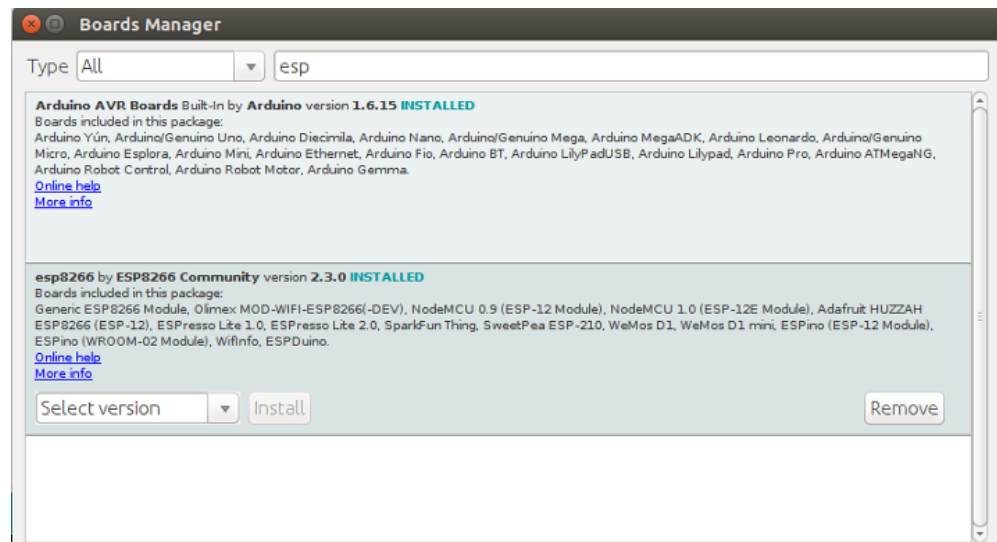 Boards Manager
Type All esp
Arduino AVR Boards Built-In by Arduino version 1.6.15 INSTALLED
Boards included in this package:
Arduino Yún, Arduino/Genuino Uno, Arduino Diecimila, Arduino Nano, Arduino/Genuino Mega, Arduino MegaADK, Arduino Leonardo, Arduino/Genuino
Micro, Arduino Esplora, Arduino Mini, Arduino Ethernet, Arduino Fio, Arduino BT, Arduino LilyPadUSB, Arduino Lilypad, Arduino Pro, Arduino ATMegaNG,
Arduino Robot Control, Arduino Robot Motor, Arduino Gemma.
Online help
More info
esp8266 by ESP8266 Community version 2.3.0 INSTALLED
Boards included in this package:
Generic ESP8266 Module, Olimex MOD-WIFI-ESP8266(-DEV), NodeMCU 0.9 (ESP-12 Module), NodeMCU 1.0 (ESP-12E Module), Adafruit HUZZAH
ESP8266 (ESP-12), ESPresso Lite 1.0, ESPresso Lite 2.0, SparkFun Thing, SweetPea ESP-210, WeMos D1, WeMos D1 mini, ESPino (ESP-12 Module),
ESPino (WROOM-02 Module), WifInfo, ESPDuino.
Online help
More info
Select version Install Remove